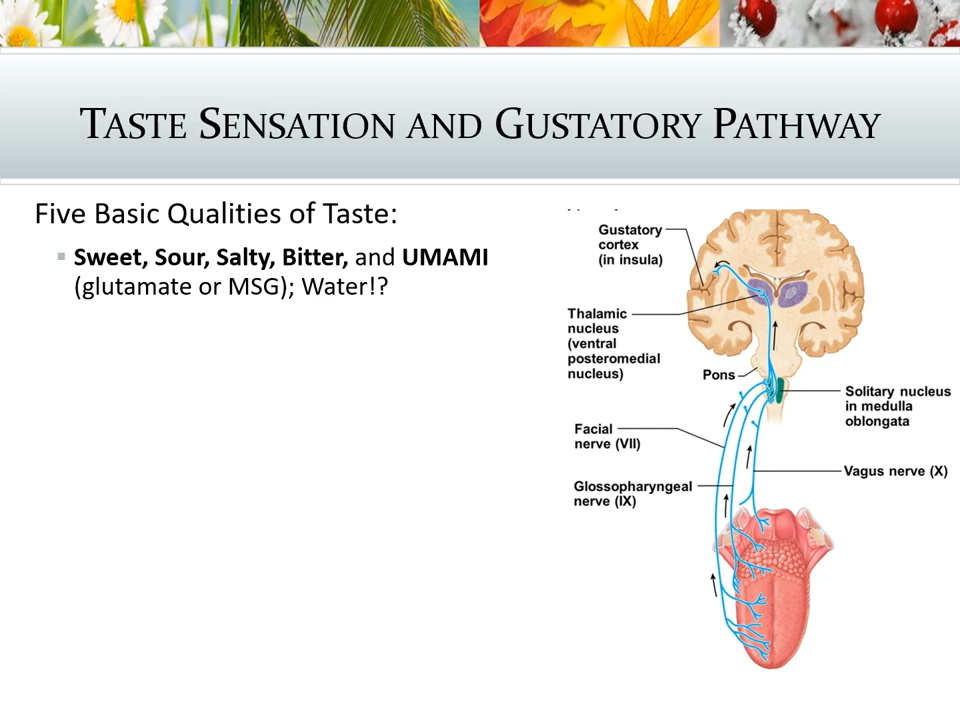 TASTE SENSATION AND GUSTATORY PATHWAY
Five Basic Qualities of Taste:
▪ Sweet, Sour, Salty, Bitter, and UMAMI
(glutamate or MSG); Water!?
Gustatory
cortex
(in insula)
Thalamic
nucleus
(ventral
posteromedial
nucleus)
Pons
Solitary nucleus
in medulla
oblongata
Facial
nerve (VII)
Vagus nerve (X)
Glossopharyngeal
nerve (IX)